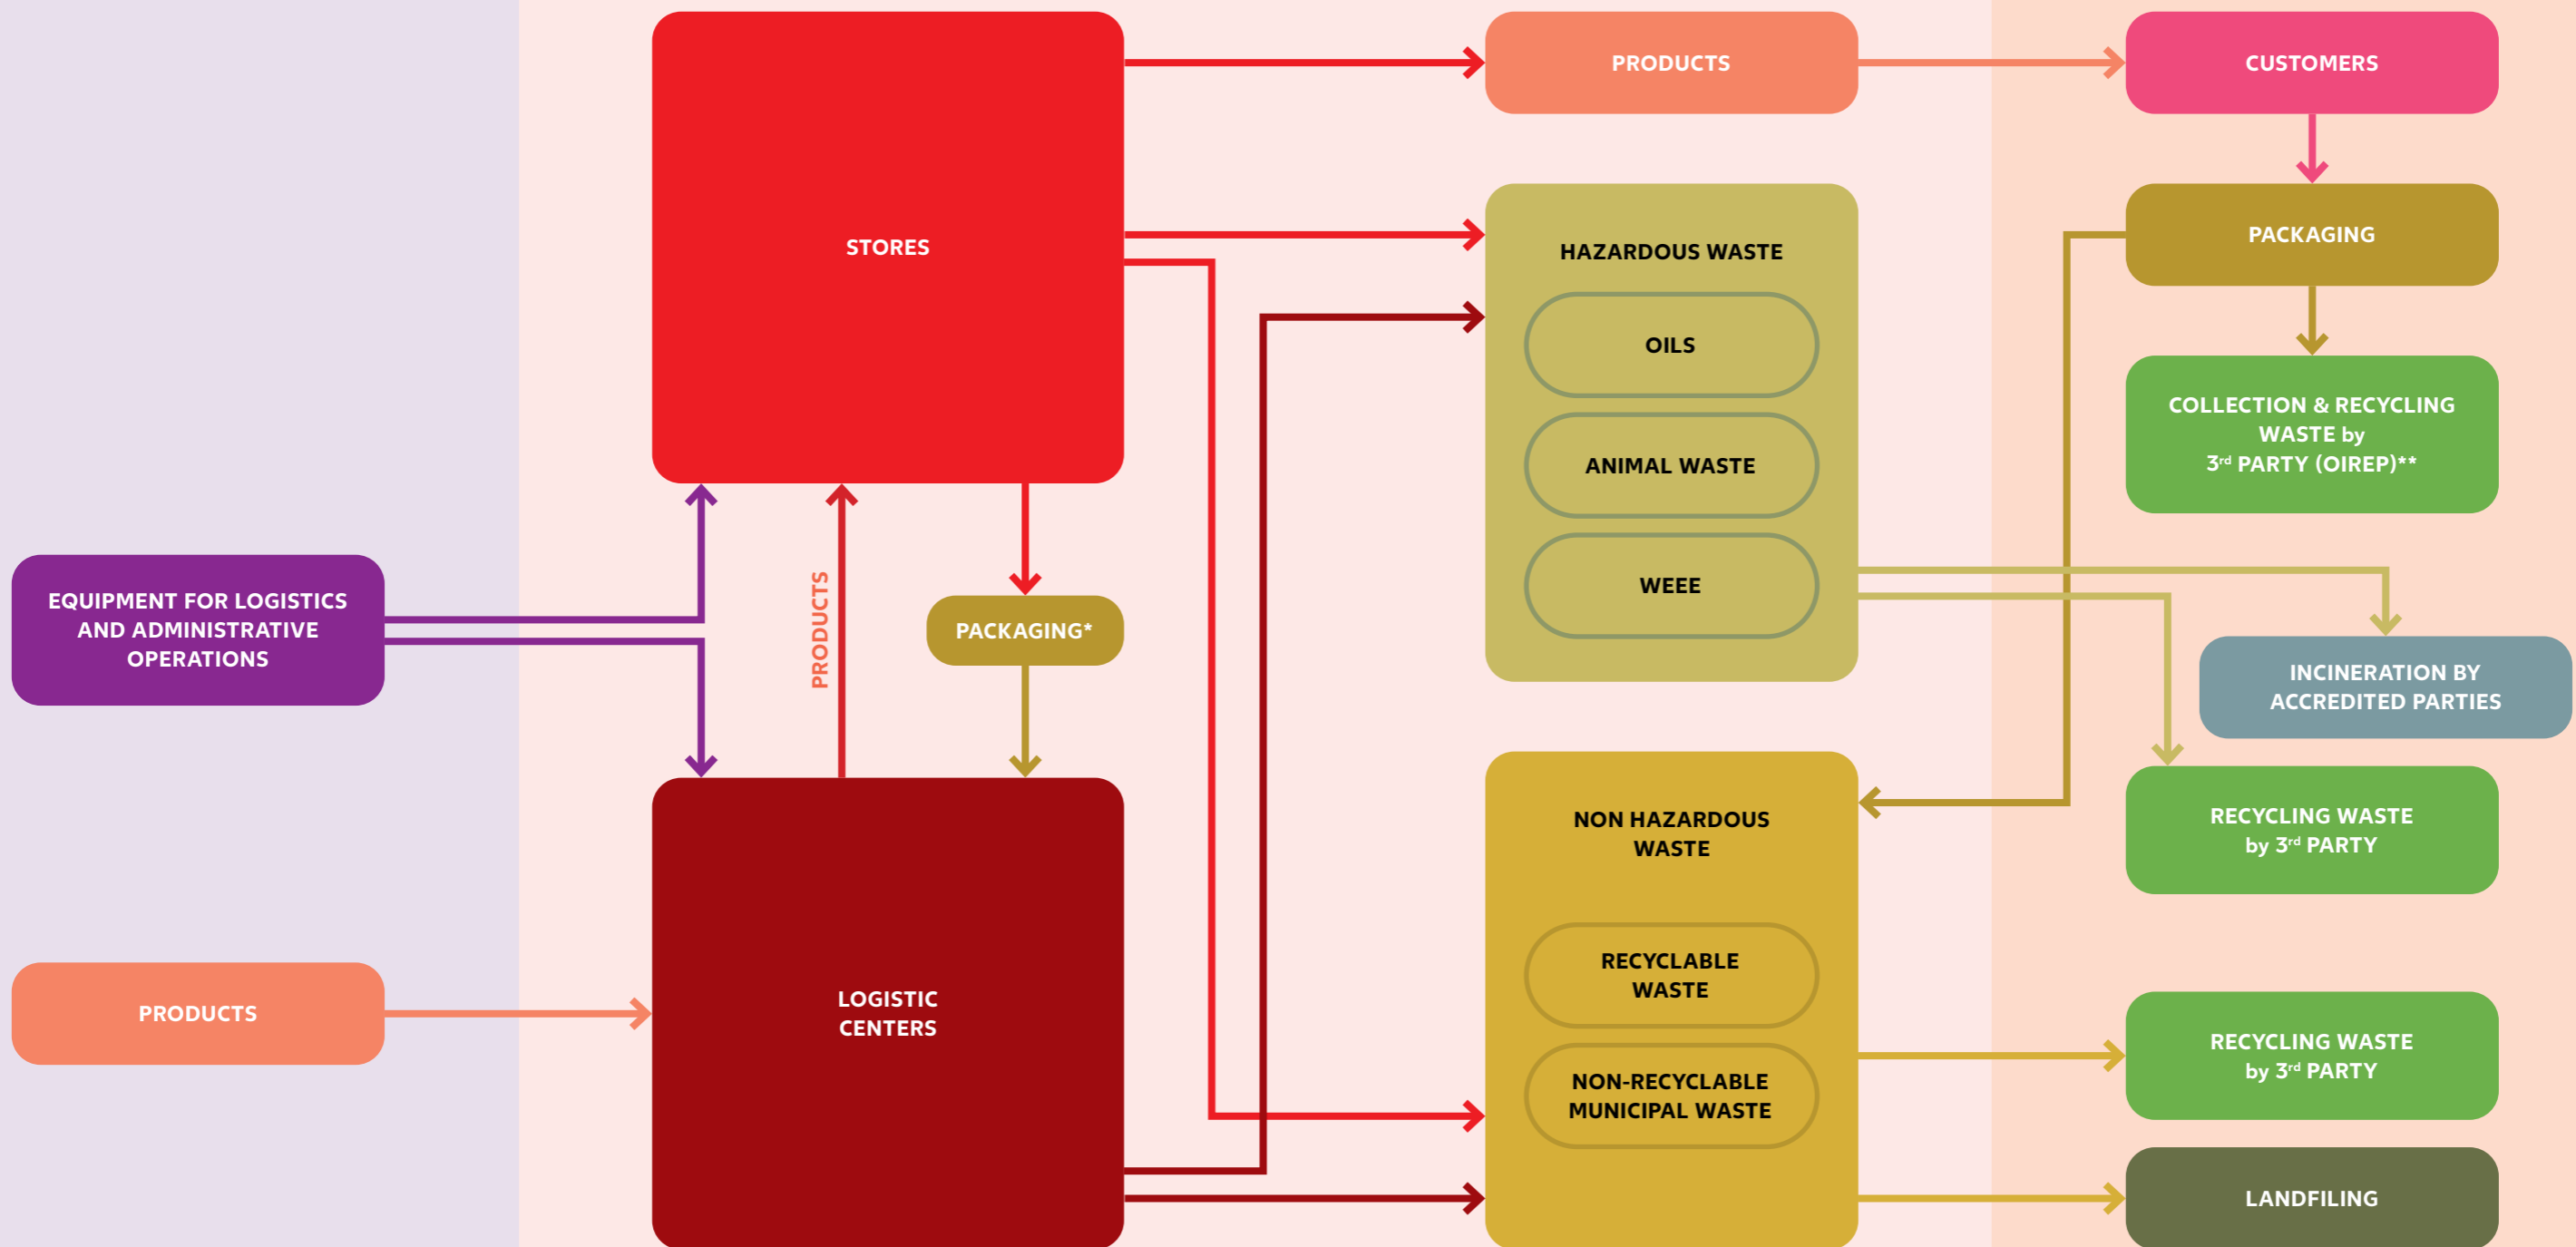 EQUIPMENT FOR LOGISTICS
AND ADMINISTRATIVE
OPERATIONS
PRODUCTS
STORES
PRODUCTS
PACKAGING*
LOGISTIC
CENTERS
PRODUCTS
HAZARDOUS WASTE
OILS
ANIMAL WASTE
WEEE
NON HAZARDOUS
WASTE
RECYCLABLE
WASTE
NON-RECYCLABLE
MUNICIPAL WASTE
CUSTOMERS
PACKAGING
COLLECTION & RECYCLING
WASTE by
3rd PARTY (OIREP)**
INCINERATION BY
ACCREDITED PARTIES
RECYCLING WASTE
by 3rd PARTY
RECYCLING WASTE
by 3rd PARTY
LANDFILING